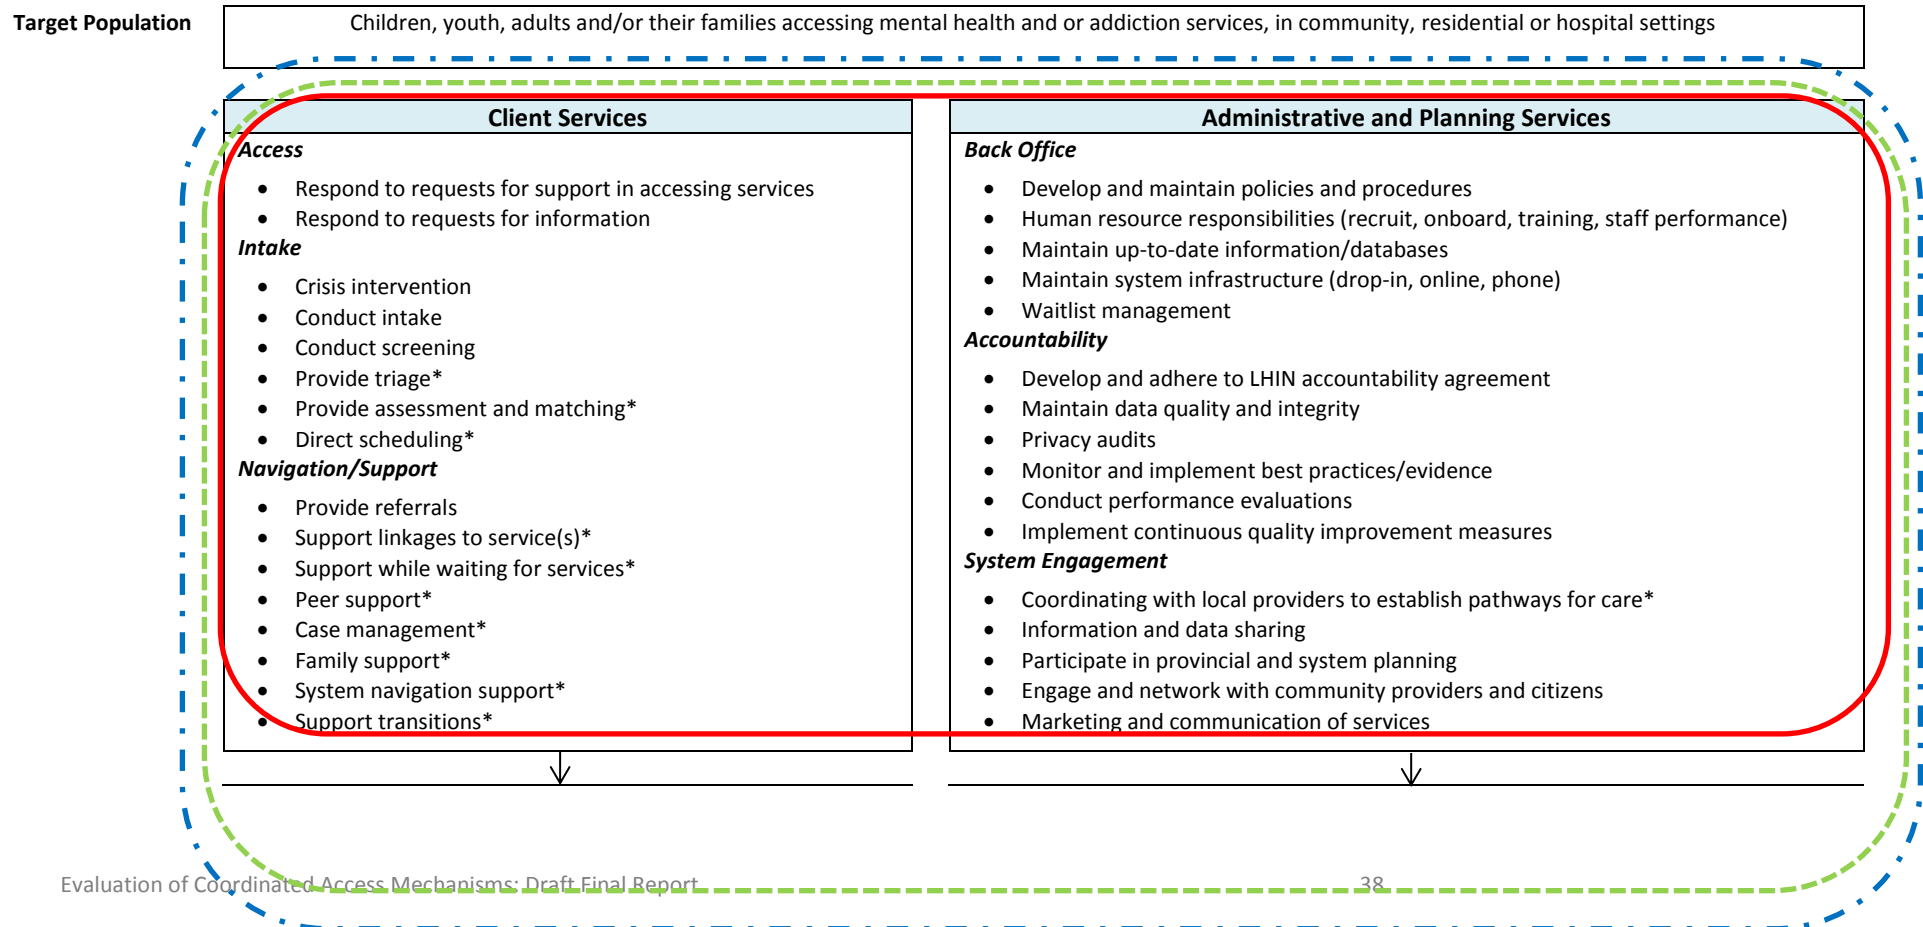 Target Population
Children, youth, adults and/or their families accessing mental health and or addiction services, in community, residential or hospital settings
Client Services
Access
• Respond to requests for support in accessing services
• Respond to requests for information
Intake
• Crisis intervention
• Conduct intake
• Conduct screening
• Provide triage*
• Provide assessment and matching*
• Direct scheduling*
Navigation/Support
• Provide referrals
• Support linkages to service(s)*
• Support while waiting for services*
• Peer support*
• Case management*
• Family support*
• System navigation support*
• Support transitions*
Administrative and Planning Services
Back Office
• Develop and maintain policies and procedures
• Human resource responsibilities (recruit, onboard, training, staff performance)
• Maintain up-to-date information/databases
• Maintain system infrastructure (drop-in, online, phone)
• Waitlist management
Accountability
• Develop and adhere to LHIN accountability agreement
• Maintain data quality and integrity
• Privacy audits
• Monitor and implement best practices/evidence
• Conduct performance evaluations
• Implement continuous quality improvement measures
System Engagement
• Coordinating with local providers to establish pathways for care*
• Information and data sharing
• Participate in provincial and system planning
• Engage and network with community providers and citizens
• Marketing and communication of services
Evaluation of Coordinated Access Mechanisms: Draft Final Report
38